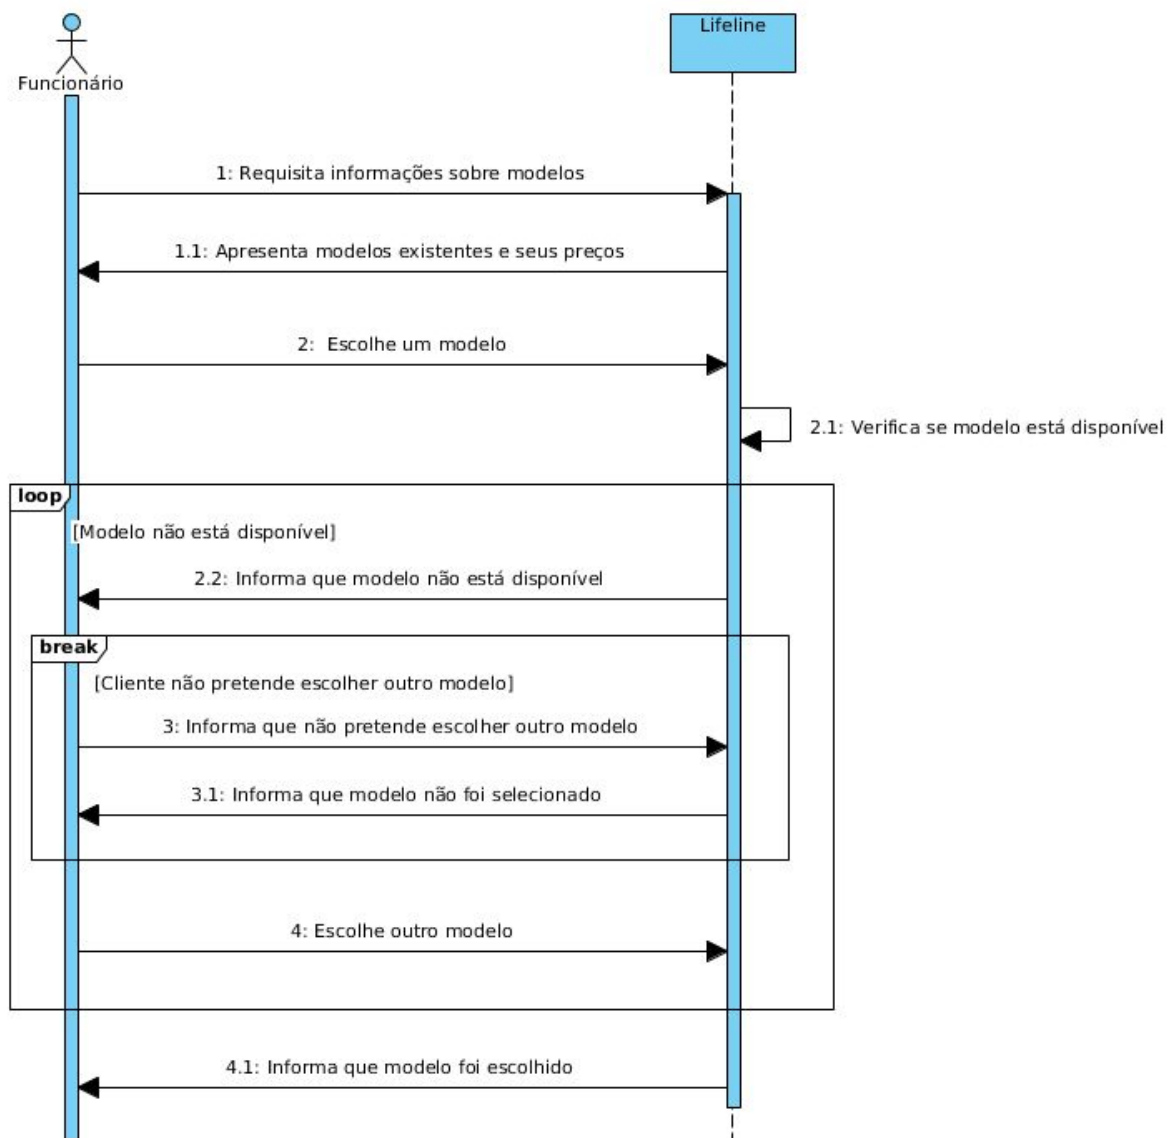 Lifeline
Funcionário
1: Requisita informações sobre modelos
1.1: Apresenta modelos existentes e seus preços
2: Escolhe um modelo
2.1: Verifica se modelo está disponível
loop
[Modelo não está disponível]
2.2: Informa que modelo não está disponível
break
[Cliente não pretende escolher outro modelo]
3: Informa que não pretende escolher outro modelo
3.1: Informa que modelo não foi selecionado
4: Escolhe outro modelo
4.1: Informa que modelo foi escolhido